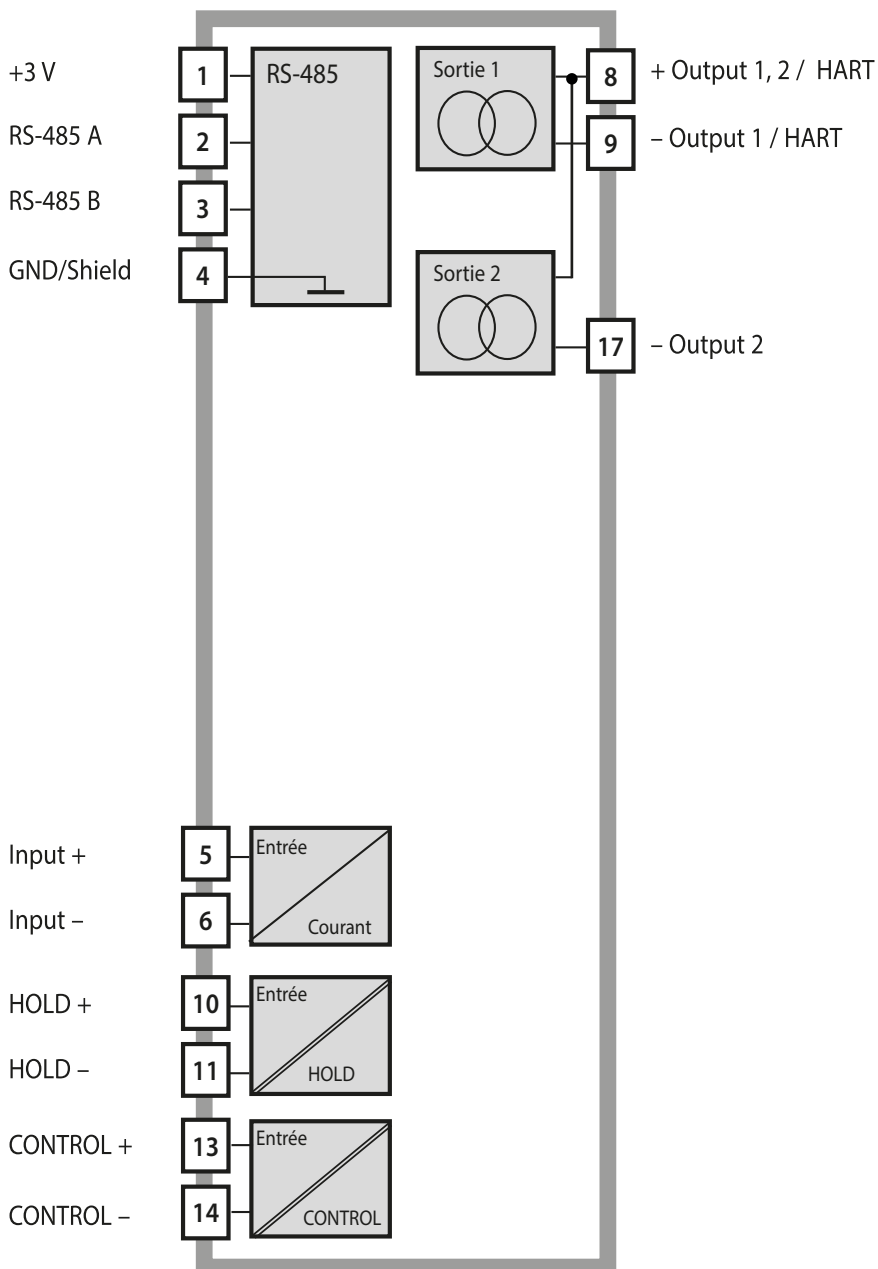 +3 V
1
RS-485
RS-485 A
2
RS-485 B
3
GND/Shield
4
Sortie 1
8
+ Output 1, 2 / HART
9
– Output 1 / HART
Sortie 2
17
– Output 2
Input +
5
Entrée
Input –
6
Courant
HOLD +
10
Entrée
HOLD –
11
HOLD
CONTROL +
13
Entrée
CONTROL –
14
CONTROL